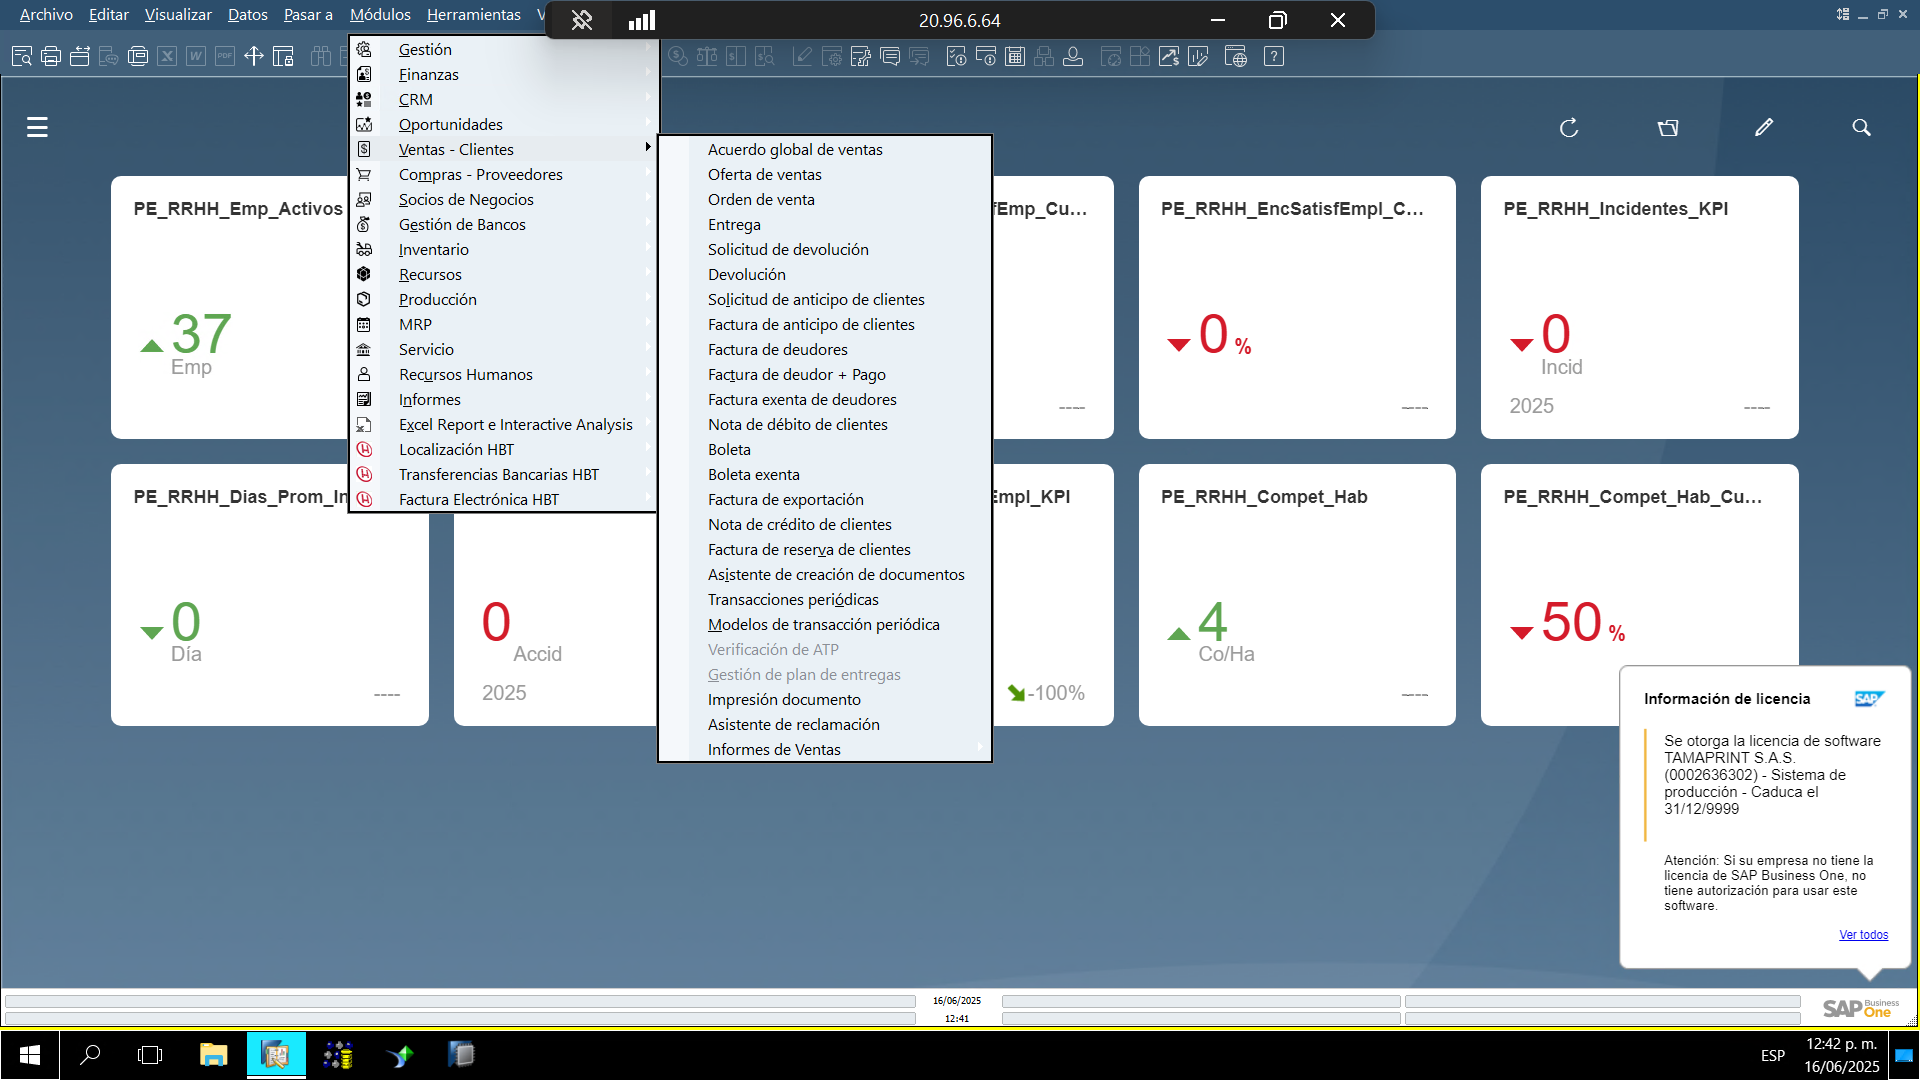 Archivo Editar Visualizar Datos Pasar a Módulos Herramientas V
20.96.6.64
Gestión
Finanzas
CRM
Oportunidades
Ventas - Clientes
Compras - Proveedores
Socios de Negocios
Gestión de Bancos
Inventario
Recursos
Producción
MRP
Servicio
Recursos Humanos
Informes
Excel Report e Interactive Analysis
Localización HBT
Transferencias Bancarias HBT
Factura Electrónica HBT
Acuerdo global de ventas
Oferta de ventas
Orden de venta
Entrega
Solicitud de devolución
Devolución
Solicitud de anticipo de clientes
Factura de anticipo de clientes
Factura de deudores
Factura de deudor + Pago
Factura exenta de deudores
Nota de débito de clientes
Boleta
Boleta exenta
Factura de exportación
Nota de crédito de clientes
Factura de reserva de clientes
Asistente de creación de documentos
Transacciones periódicas
Modelos de transacción periódica
Verificación de ATP
Gestión de plan de entregas
Impresión documento
Asistente de reclamación
Informes de Ventas
PE_RRHH_Emp_Activos
37
Emp
fEmp_Cu...
----
PE_RRHH_EncSatisfEmpl_C...
0 %
----
PE_RRHH_Incidentes_KPI
0
Incid
2025
----
PE_RRHH_Dias_Prom_In
0
Día
----
0
Accid
2025
Empl_KPI
-100%
PE_RRHH_Compet_Hab
4
Co/Ha
----
PE_RRHH_Compet_Hab_Cu...
50 %
Información de licencia
SAP
Se otorga la licencia de software
TAMAPRINT S.A.S.
(0002636302) - Sistema de
producción - Caduca el
31/12/9999
Atención: Si su empresa no tiene la
licencia de SAP Business One, no
tiene autorización para usar este
software.
Ver todos
16/06/2025
12:41
SAP Business One
ESP
12:42 p. m.
16/06/2025